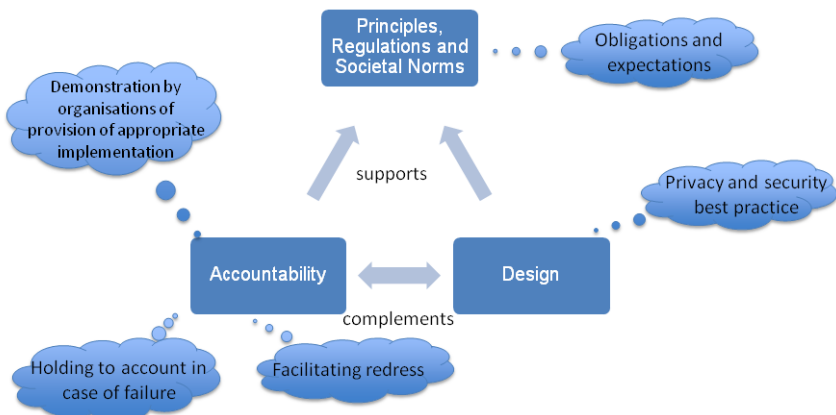 Principles,
Regulations and
Societal Norms
Obligations and
expectations
Demonstration by
organisations of
provision of appropriate
implementation
supports
Privacy and security
best practice
Accountability
Design
complements
Holding to account in
case of failure
Facilitating redress